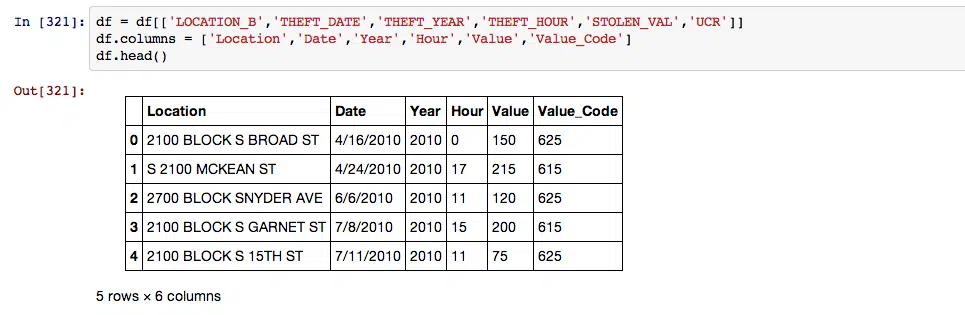 In [321]: df = df[['LOCATION_B','THEFT_DATE','THEFT_YEAR','THEFT_HOUR','STOLEN_VAL','UCR']]
df.columns = ['Location','Date','Year','Hour','Value','Value_Code']
df.head()
Out[321]:
Location Date Year Hour Value Value_Code
0 2100 BLOCK S BROAD ST 4/16/2010 2010 0 150 625
1 S 2100 MCKEAN ST 4/24/2010 2010 17 215 615
2 2700 BLOCK SNYDER AVE 6/6/2010 2010 11 120 625
3 2100 BLOCK S GARNET ST 7/8/2010 2010 15 200 615
4 2100 BLOCK S 15TH ST 7/11/2010 2010 11 75 625
5 rows × 6 columns